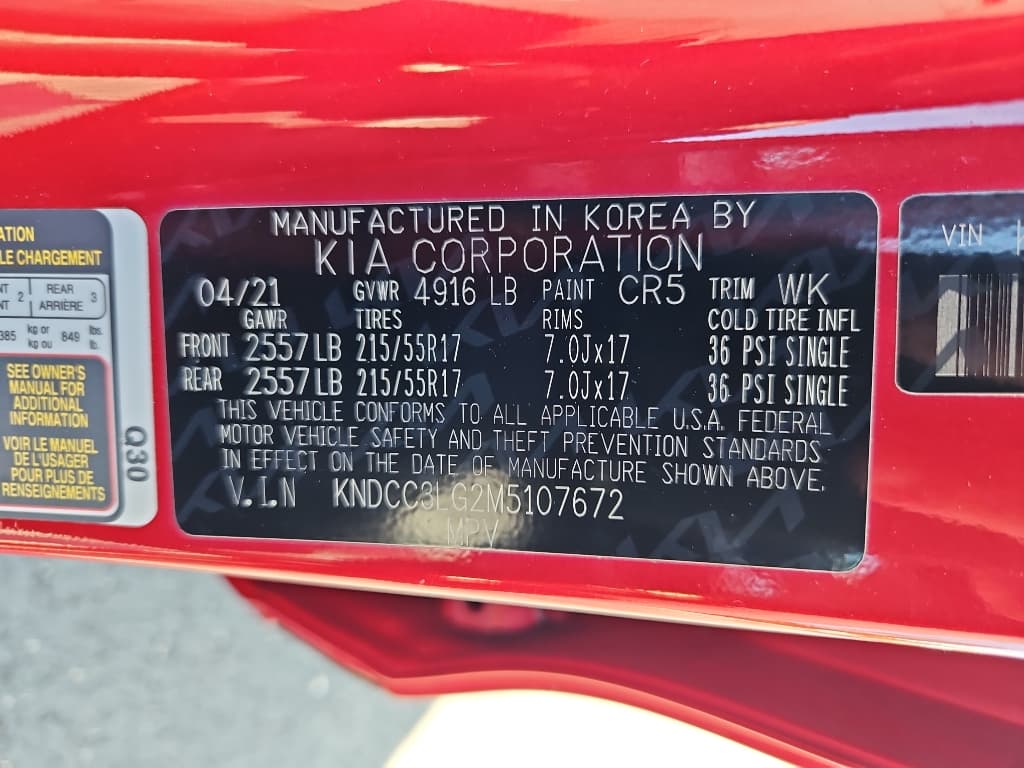 MANUFACTURED IN KOREA BY
KIA CORPORATION
04/21 GVWR 4916 LB PAINT CR5 TRIM WK
GAWR TIRES RIMS COLD TIRE INFL
FRONT 2557 LB 215/55R17 7.0Jx17 36 PSI SINGLE
REAR 2557 LB 215/55R17 7.0Jx17 36 PSI SINGLE
THIS VEHICLE CONFORMS TO ALL APPLICABLE U.S.A. FEDERAL
MOTOR VEHICLE SAFETY AND THEFT PREVENTION STANDARDS
IN EFFECT ON THE DATE OF MANUFACTURE SHOWN ABOVE.
V.I.N KNDCC3LG2M5107672
MPV
ATION
LE CHARGEMENT
NT 2 REAR 3
NT ARRIÈRE
385 kg or 849 lbs.
kg ou lb.
SEE OWNER'S
MANUAL FOR
ADDITIONAL
INFORMATION
VOIR LE MANUEL
DE L'USAGER
POUR PLUS DE
RENSEIGNEMENTS
Q30
VIN